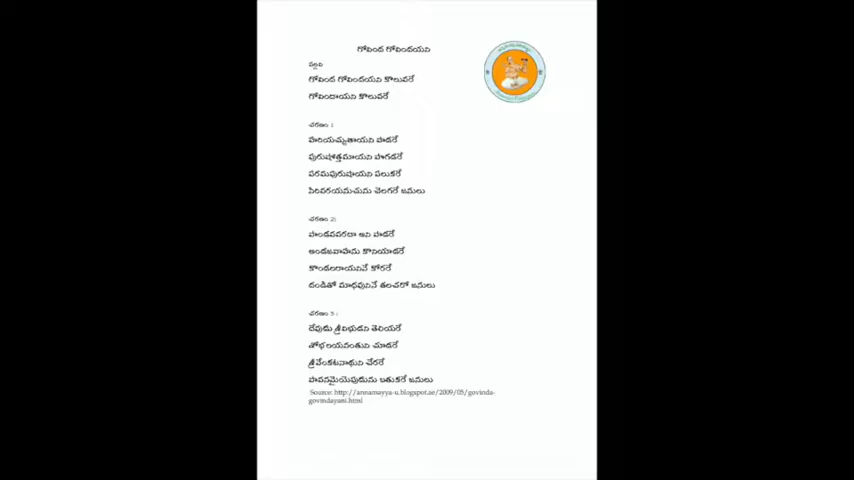 గోవింద గోవిందయని
పల్లవి
గోవింద గోవిందయని కొలువరే
గోవిందాయని కొలువరే
చరణం 1
హరియచ్యుతాయని పాడరే
పురుషోత్తమాయని పొగడరే
పరమపురుషాయని పలుకరే
సిరివరయనుచును చెలగరే జనులు
చరణం 2:
పాండవవరదా అని పాడరే
అండజవాహను కొనియాడరే
కొండలరాయనినే కోరరే
దండితో మాధవునినే తలచరో జనులు
చరణం 3 :
దేవుడు శ్రీవిభుడని తెలియరే
శోభలయనంతుని చూడరే
శ్రీవేంకటనాథుని చేరరే
పావనమైయెపుడును బతుకరే జనులు
Source: http://annamayya-u.blogspot.ae/2009/05/govinda-
govindayani.html